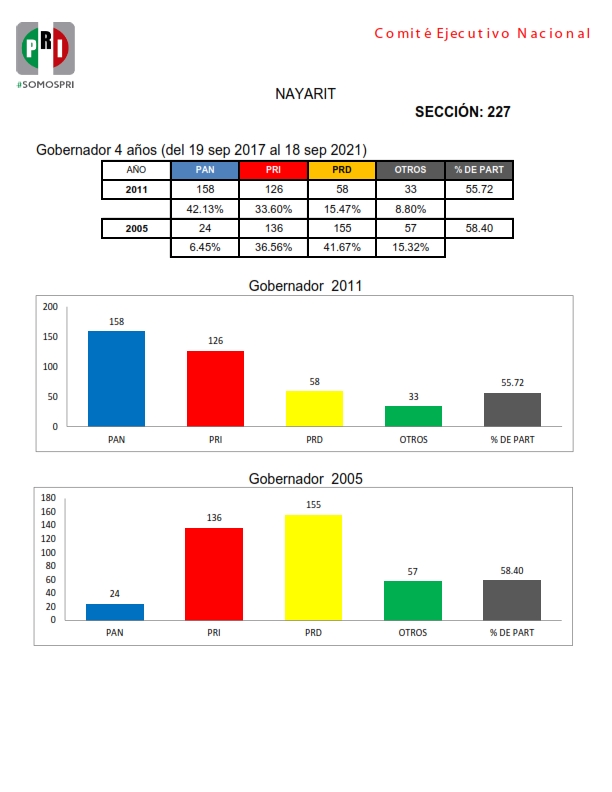 Comité Ejecutivo Nacional
PRI
#SOMOSPRI
NAYARIT
SECCIÓN: 227
Gobernador 4 años (del 19 sep 2017 al 18 sep 2021)
AÑO PAN PRI PRD OTROS % DE PART
2011 158 126 58 33 55.72
42.13% 33.60% 15.47% 8.80%
2005 24 136 155 57 58.40
6.45% 36.56% 41.67% 15.32%
Gobernador 2011
200
150
100
50
0
158
126
58
33
55.72
PAN PRI PRD OTROS % DE PART
Gobernador 2005
180
160
140
120
100
80
60
40
20
0
24
136
155
57
58.40
PAN PRI PRD OTROS % DE PART